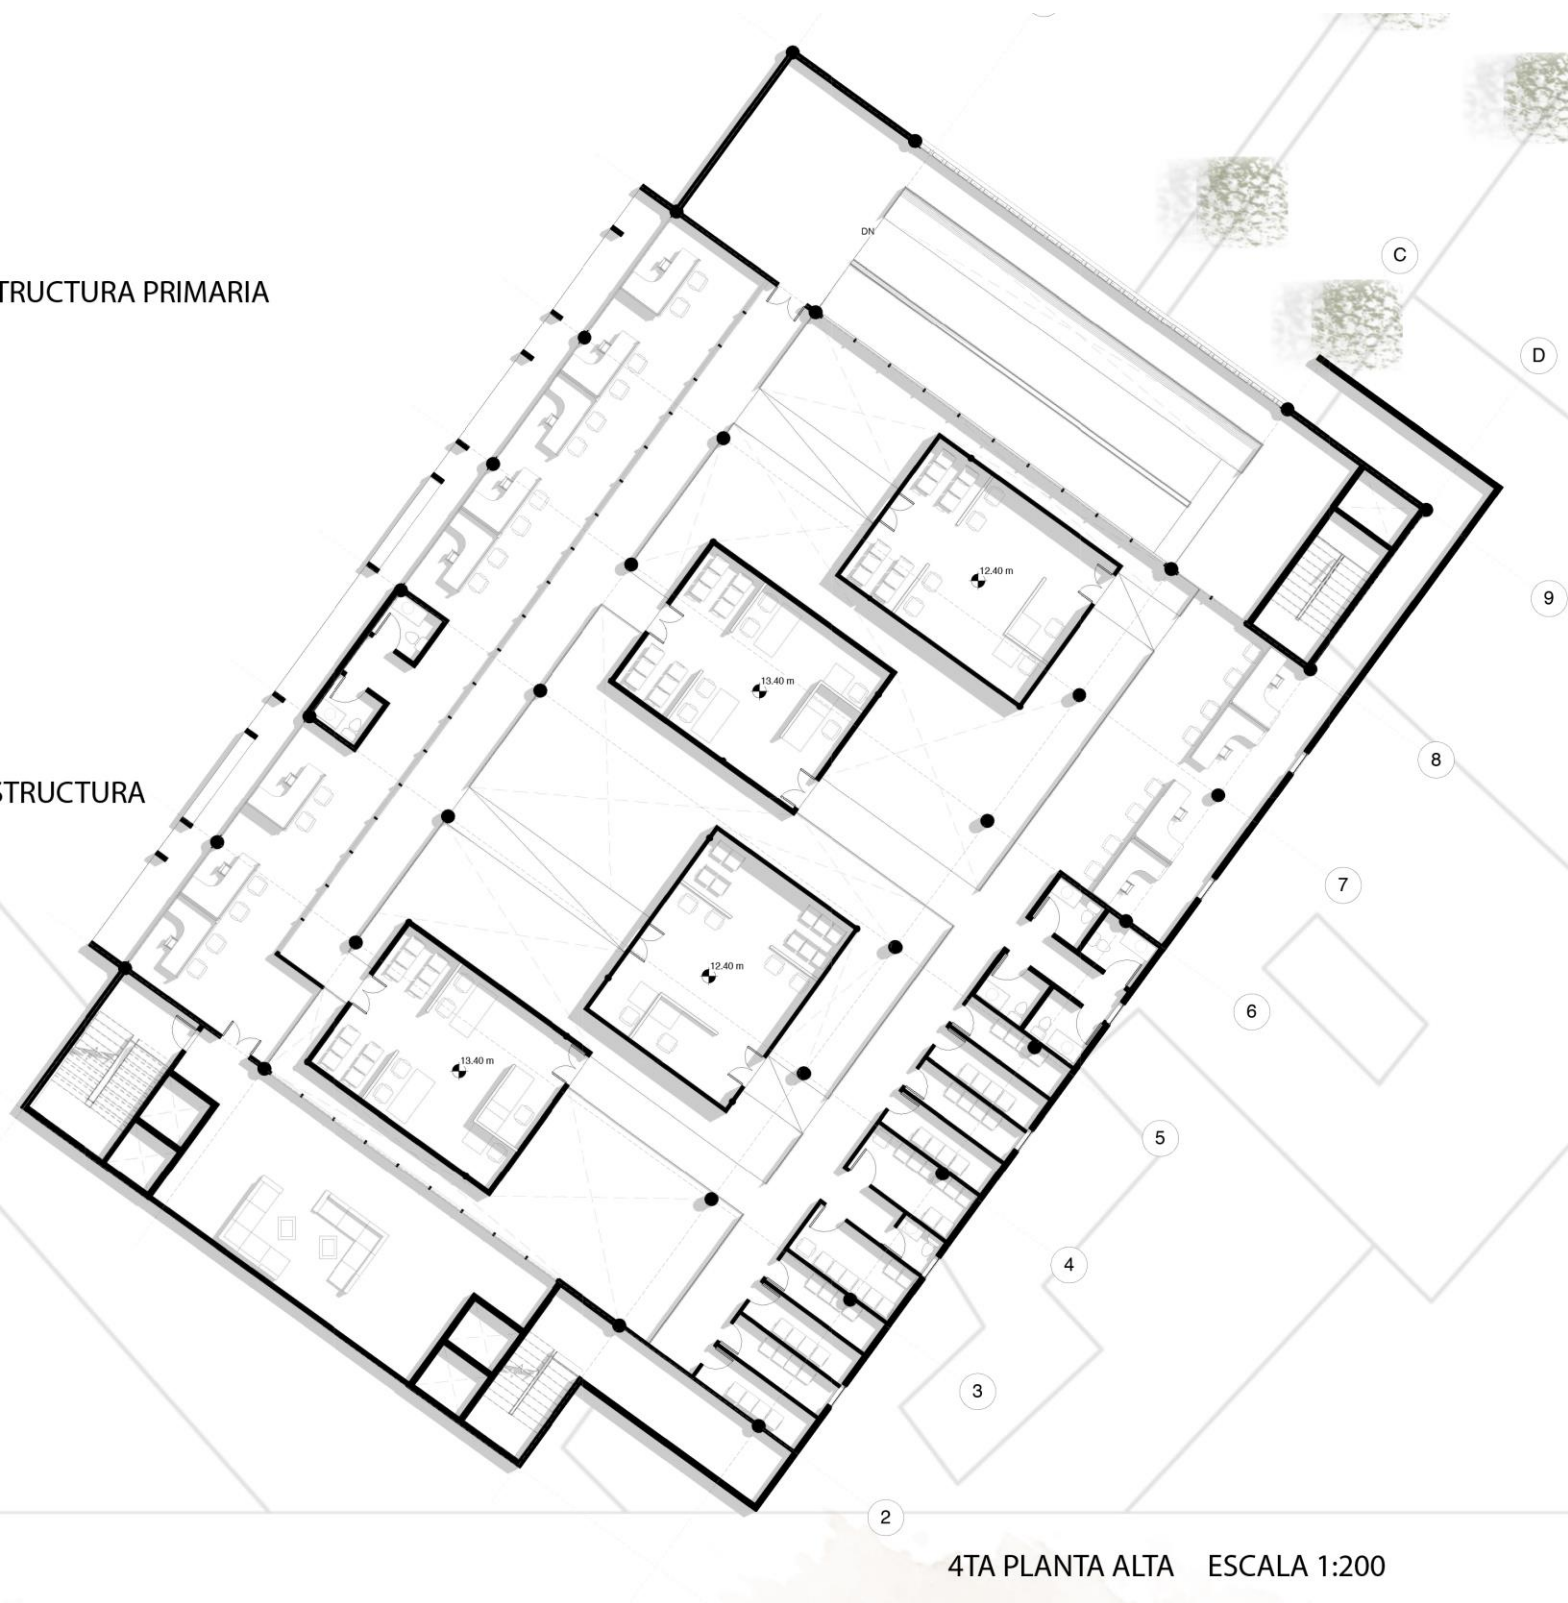 DN
C
TRUCTURA PRIMARIA
D
12.40 m
9
13.40 m
8
STRUCTURA
7
12.40 m
6
13.40 m
5
4
3
2
4TA PLANTA ALTA ESCALA 1:200